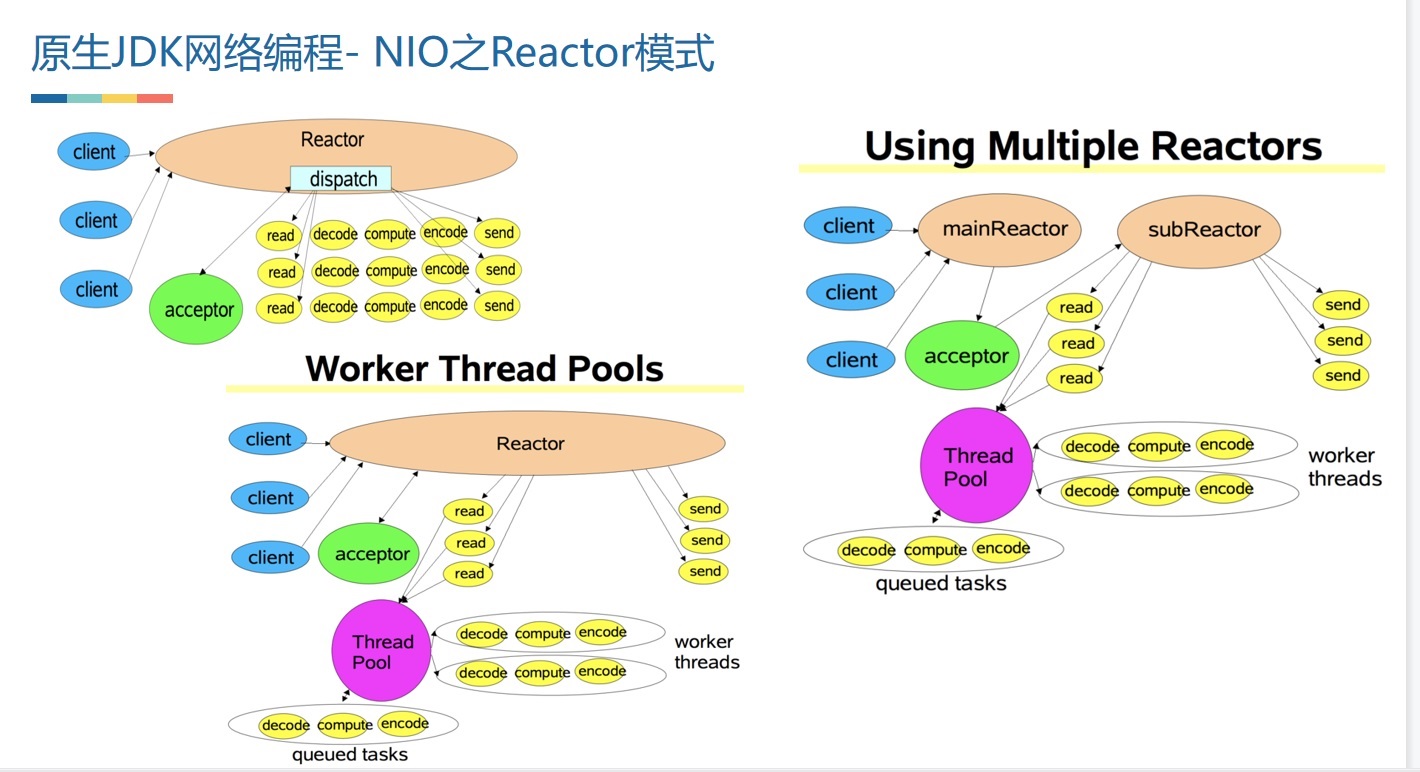 原生JDK网络编程- NIO之Reactor模式
Reactor
dispatch
client
client
client
acceptor
read decode compute encode send
read decode compute encode send
read decode compute encode send
Worker Thread Pools
client
client
client
Reactor
acceptor
read
read
read
send
send
send
Thread
Pool
decode compute encode
decode compute encode
worker
threads
decode compute encode
queued tasks
Using Multiple Reactors
client
client
client
mainReactor
subReactor
acceptor
read
read
read
send
send
send
Thread
Pool
decode compute encode
decode compute encode
worker
threads
decode compute encode
queued tasks